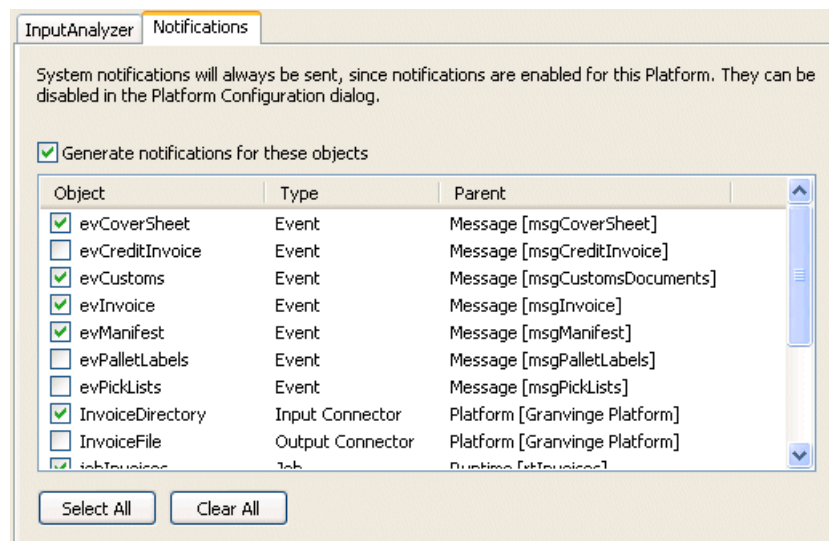 InputAnalyzer Notifications
System notifications will always be sent, since notifications are enabled for this Platform. They can be
disabled in the Platform Configuration dialog.
Generate notifications for these objects
Object Type Parent
evCoverSheet Event Message [msgCoverSheet]
evCreditInvoice Event Message [msgCreditInvoice]
evCustoms Event Message [msgCustomsDocuments]
evInvoice Event Message [msgInvoice]
evManifest Event Message [msgManifest]
evPalletLabels Event Message [msgPalletLabels]
evPickLists Event Message [msgPickLists]
InvoiceDirectory Input Connector Platform [Granvinge Platform]
InvoiceFile Output Connector Platform [Granvinge Platform]
jobInvoices Job Runtime [rtInvoices]
Select All Clear All